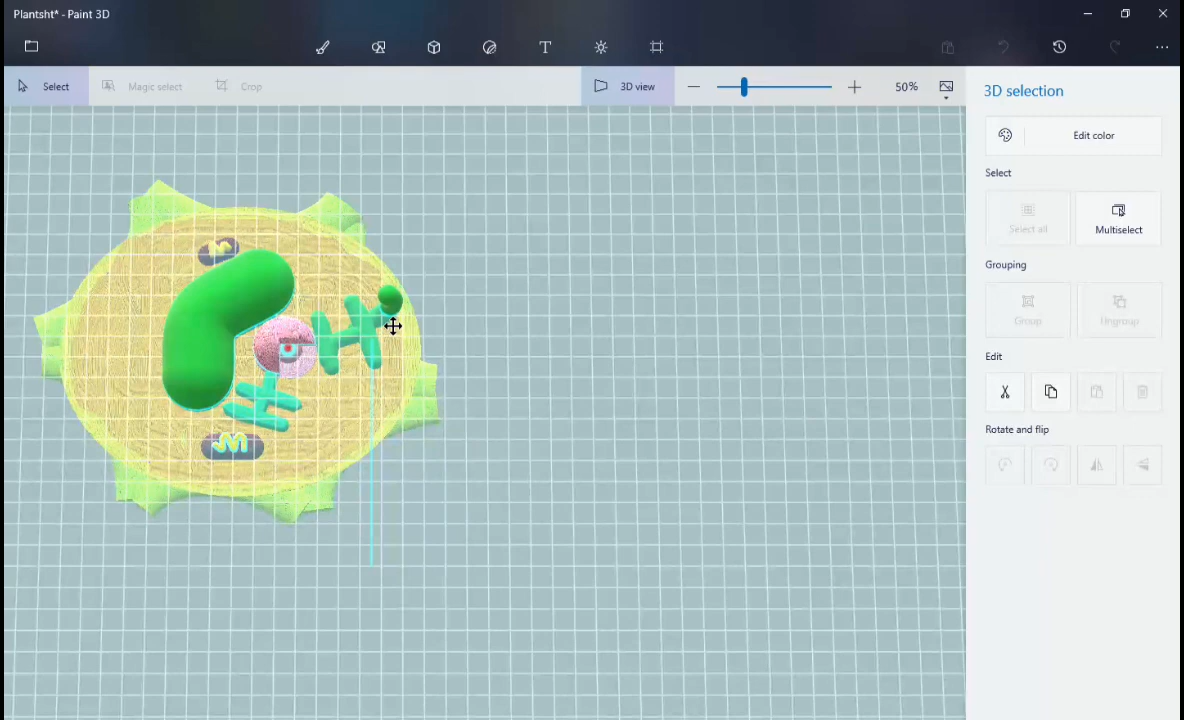 Plantsht* - Paint 3D
Select
Magic select
Crop
3D view
50%
3D selection
Edit color
Select
Select all
Multiselect
Grouping
Group
Ungroup
Edit
Rotate and flip